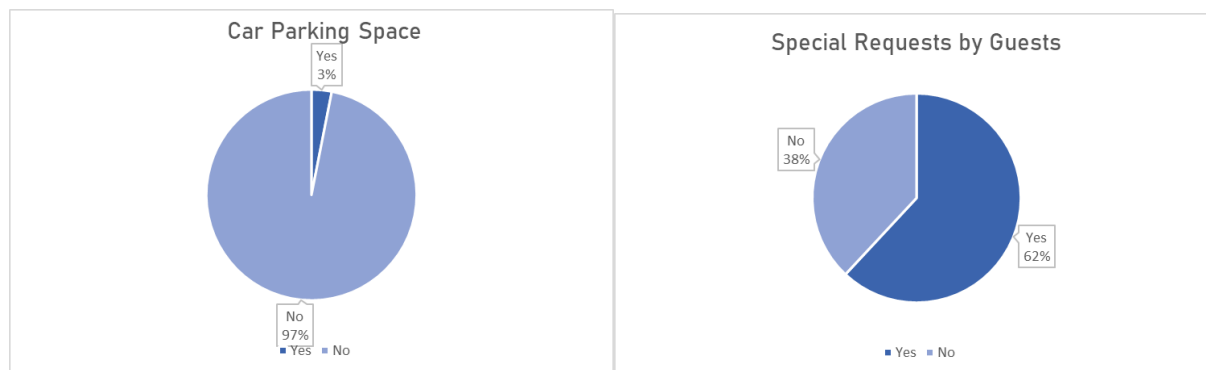 Car Parking Space
Yes
3%
No
97%
Yes No
Special Requests by Guests
No
38%
Yes
62%
Yes No